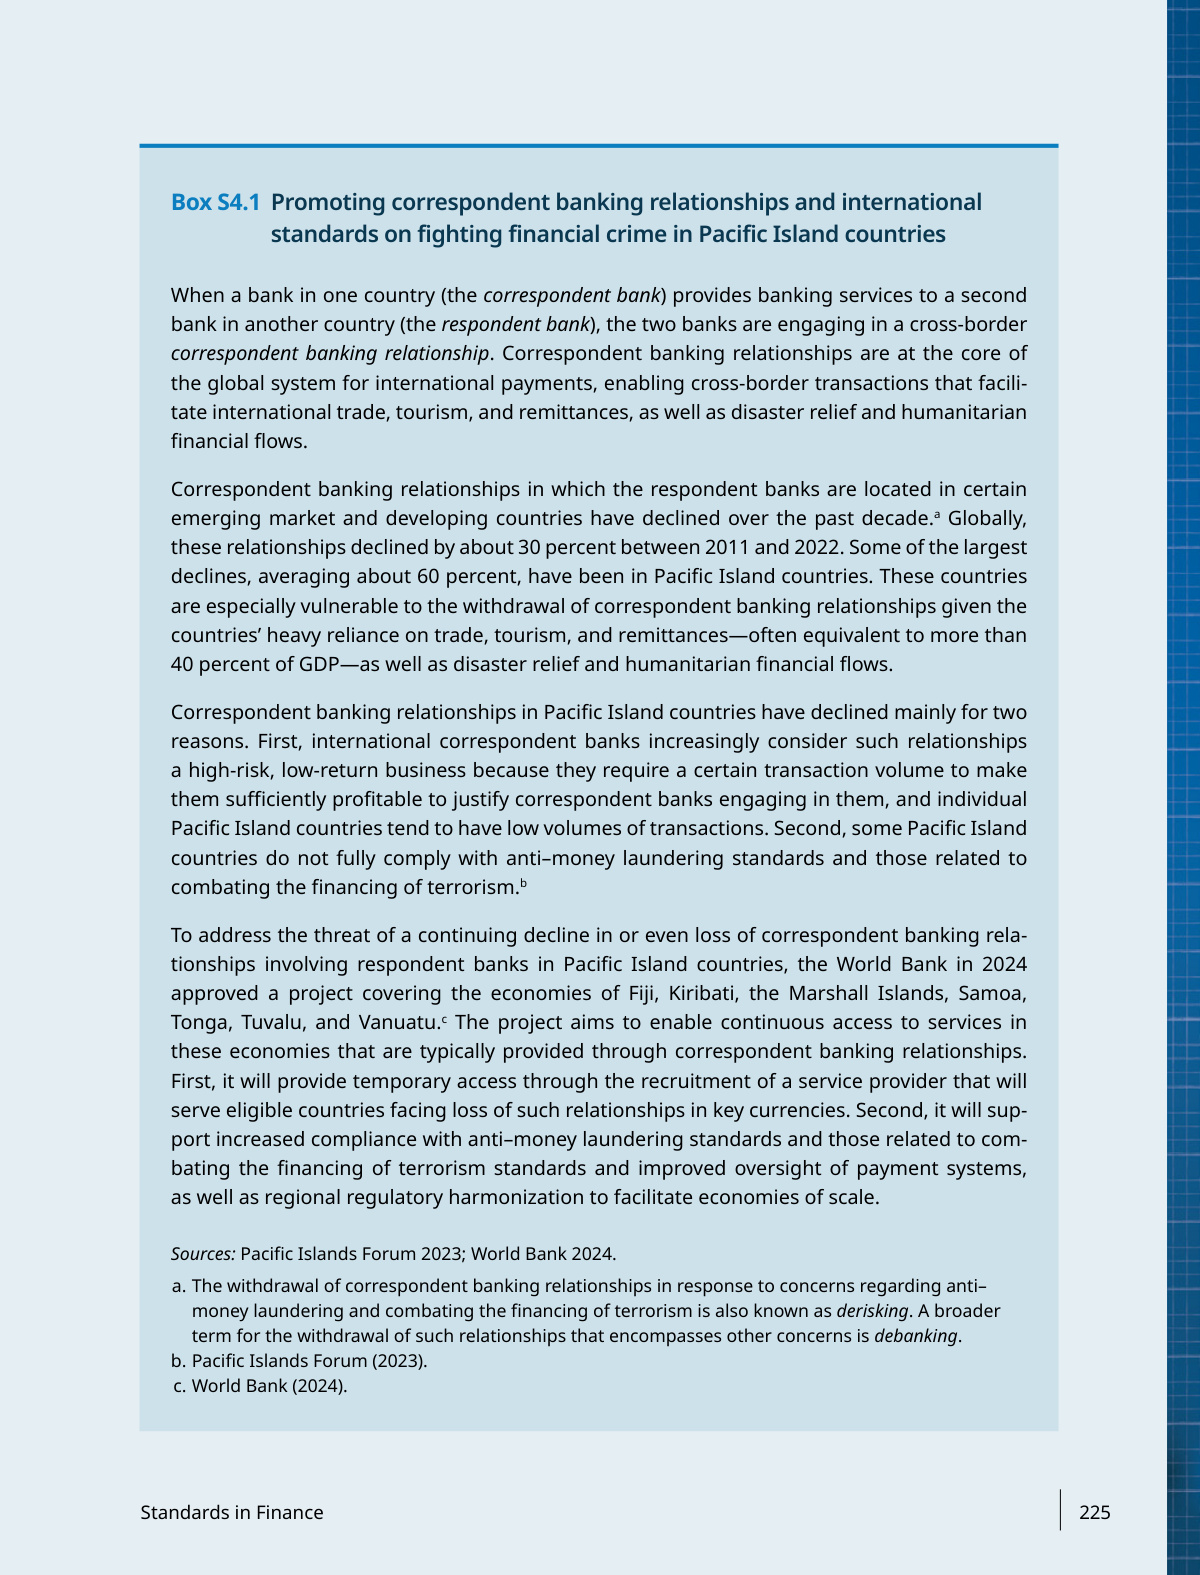 Box S4.1 Promoting correspondent banking relationships and international
standards on fighting financial crime in Pacific Island countries
When a bank in one country (the correspondent bank) provides banking services to a second
bank in another country (the respondent bank), the two banks are engaging in a cross-border
correspondent banking relationship. Correspondent banking relationships are at the core of
the global system for international payments, enabling cross-border transactions that facili-
tate international trade, tourism, and remittances, as well as disaster relief and humanitarian
financial flows.
Correspondent banking relationships in which the respondent banks are located in certain
emerging market and developing countries have declined over the past decade.a Globally,
these relationships declined by about 30 percent between 2011 and 2022. Some of the largest
declines, averaging about 60 percent, have been in Pacific Island countries. These countries
are especially vulnerable to the withdrawal of correspondent banking relationships given the
countries’ heavy reliance on trade, tourism, and remittances—often equivalent to more than
40 percent of GDP—as well as disaster relief and humanitarian financial flows.
Correspondent banking relationships in Pacific Island countries have declined mainly for two
reasons. First, international correspondent banks increasingly consider such relationships
a high-risk, low-return business because they require a certain transaction volume to make
them sufficiently profitable to justify correspondent banks engaging in them, and individual
Pacific Island countries tend to have low volumes of transactions. Second, some Pacific Island
countries do not fully comply with anti–money laundering standards and those related to
combating the financing of terrorism.b
To address the threat of a continuing decline in or even loss of correspondent banking rela-
tionships involving respondent banks in Pacific Island countries, the World Bank in 2024
approved a project covering the economies of Fiji, Kiribati, the Marshall Islands, Samoa,
Tonga, Tuvalu, and Vanuatu.c The project aims to enable continuous access to services in
these economies that are typically provided through correspondent banking relationships.
First, it will provide temporary access through the recruitment of a service provider that will
serve eligible countries facing loss of such relationships in key currencies. Second, it will sup-
port increased compliance with anti–money laundering standards and those related to com-
bating the financing of terrorism standards and improved oversight of payment systems,
as well as regional regulatory harmonization to facilitate economies of scale.
Sources: Pacific Islands Forum 2023; World Bank 2024.
a. The withdrawal of correspondent banking relationships in response to concerns regarding anti–
money laundering and combating the financing of terrorism is also known as derisking. A broader
term for the withdrawal of such relationships that encompasses other concerns is debanking.
b. Pacific Islands Forum (2023).
c. World Bank (2024).
Standards in Finance
225